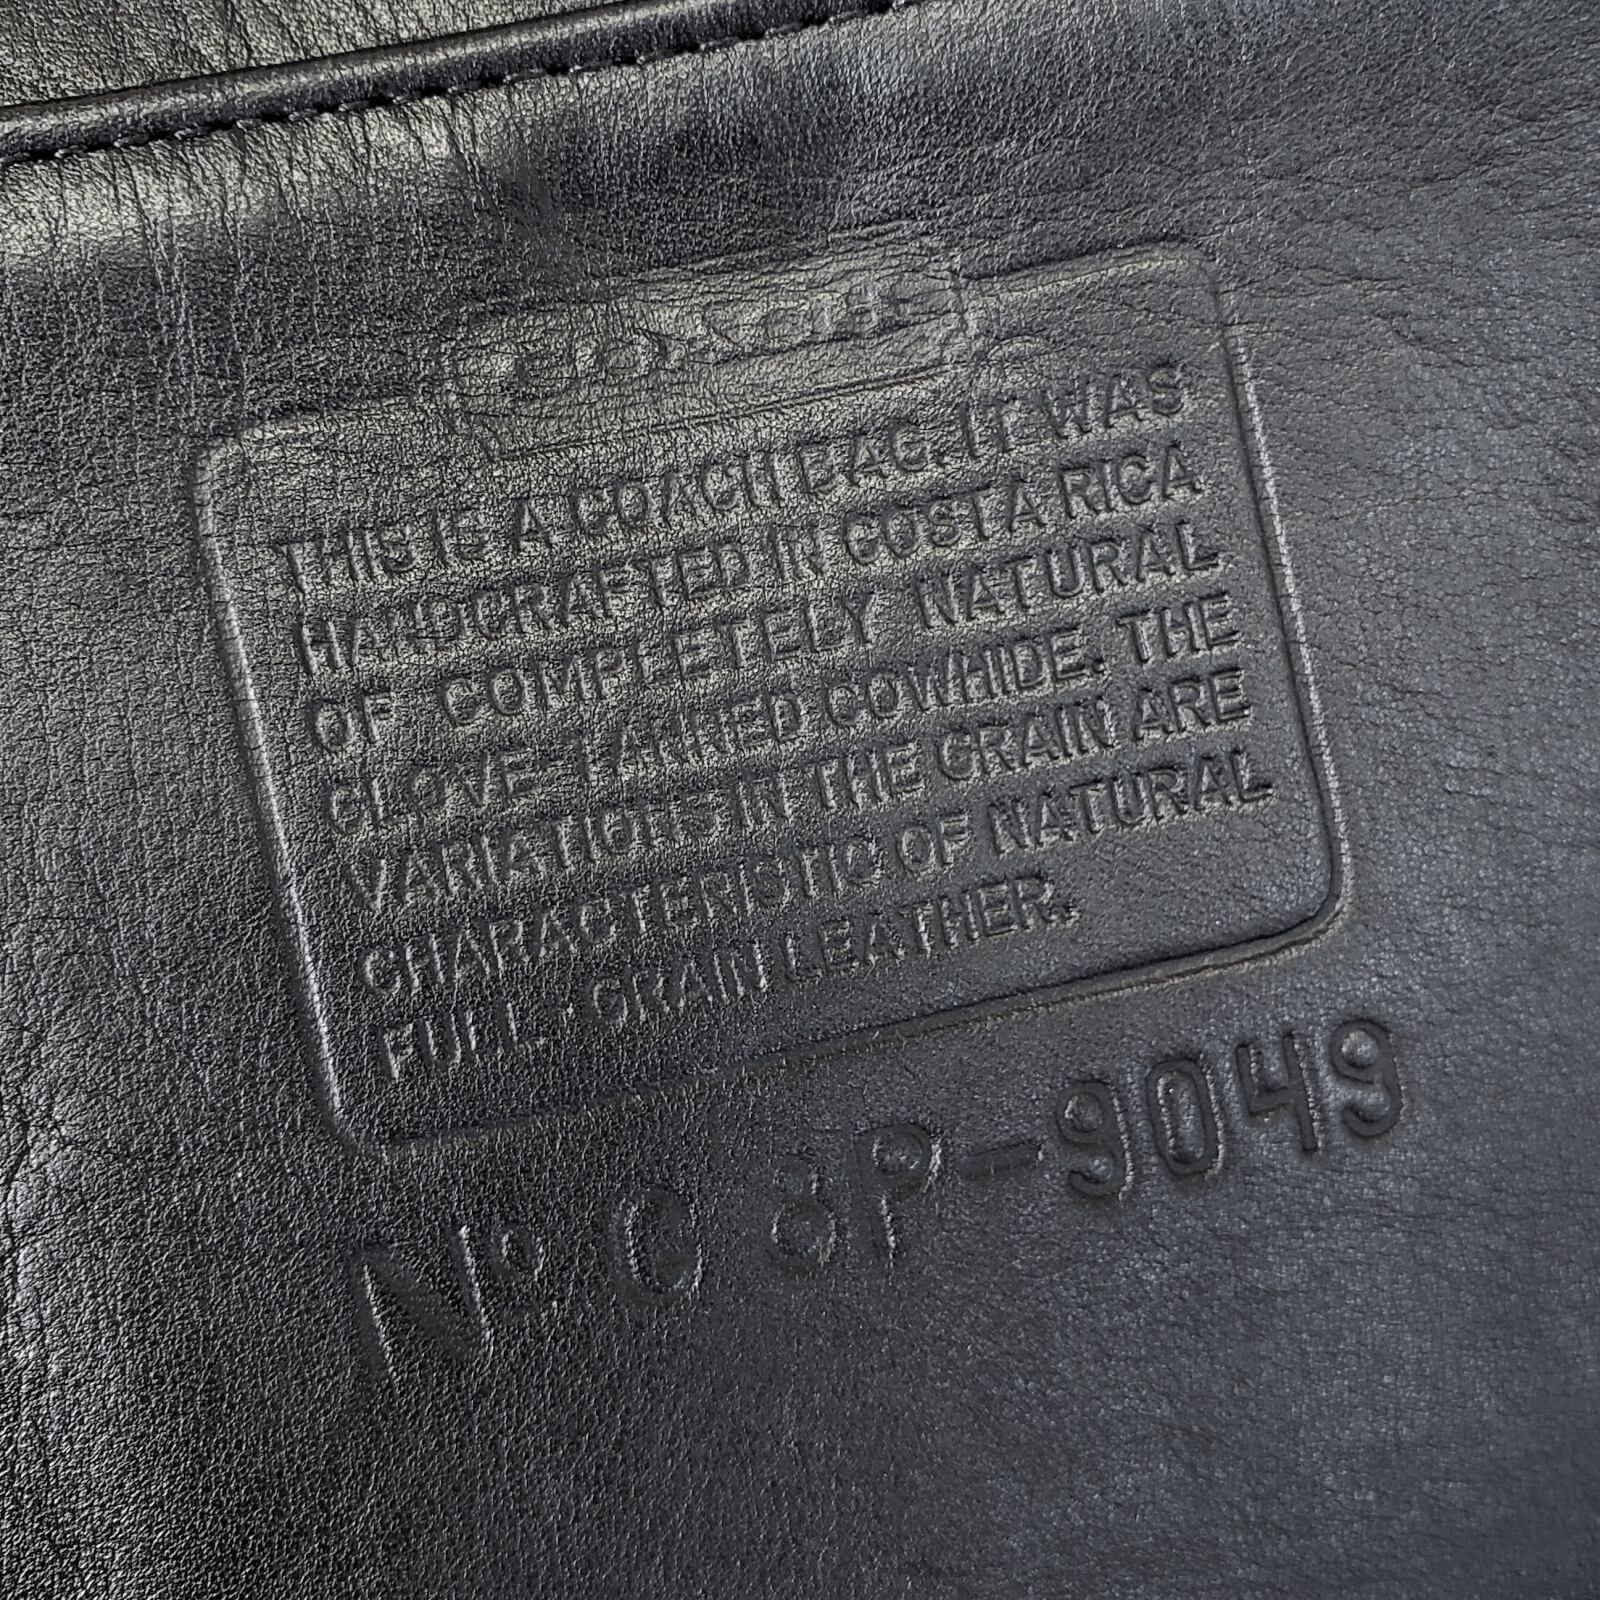 COACH®
THIS IS A COACH BAG. IT WAS
HANDCRAFTED IN COSTA RICA
OF COMPLETELY NATURAL
GLOVE-TANNED COWHIDE. THE
VARIATIONS IN THE GRAIN ARE
CHARACTERISTIC OF NATURAL
FULL-GRAIN LEATHER.
No C8P-9049